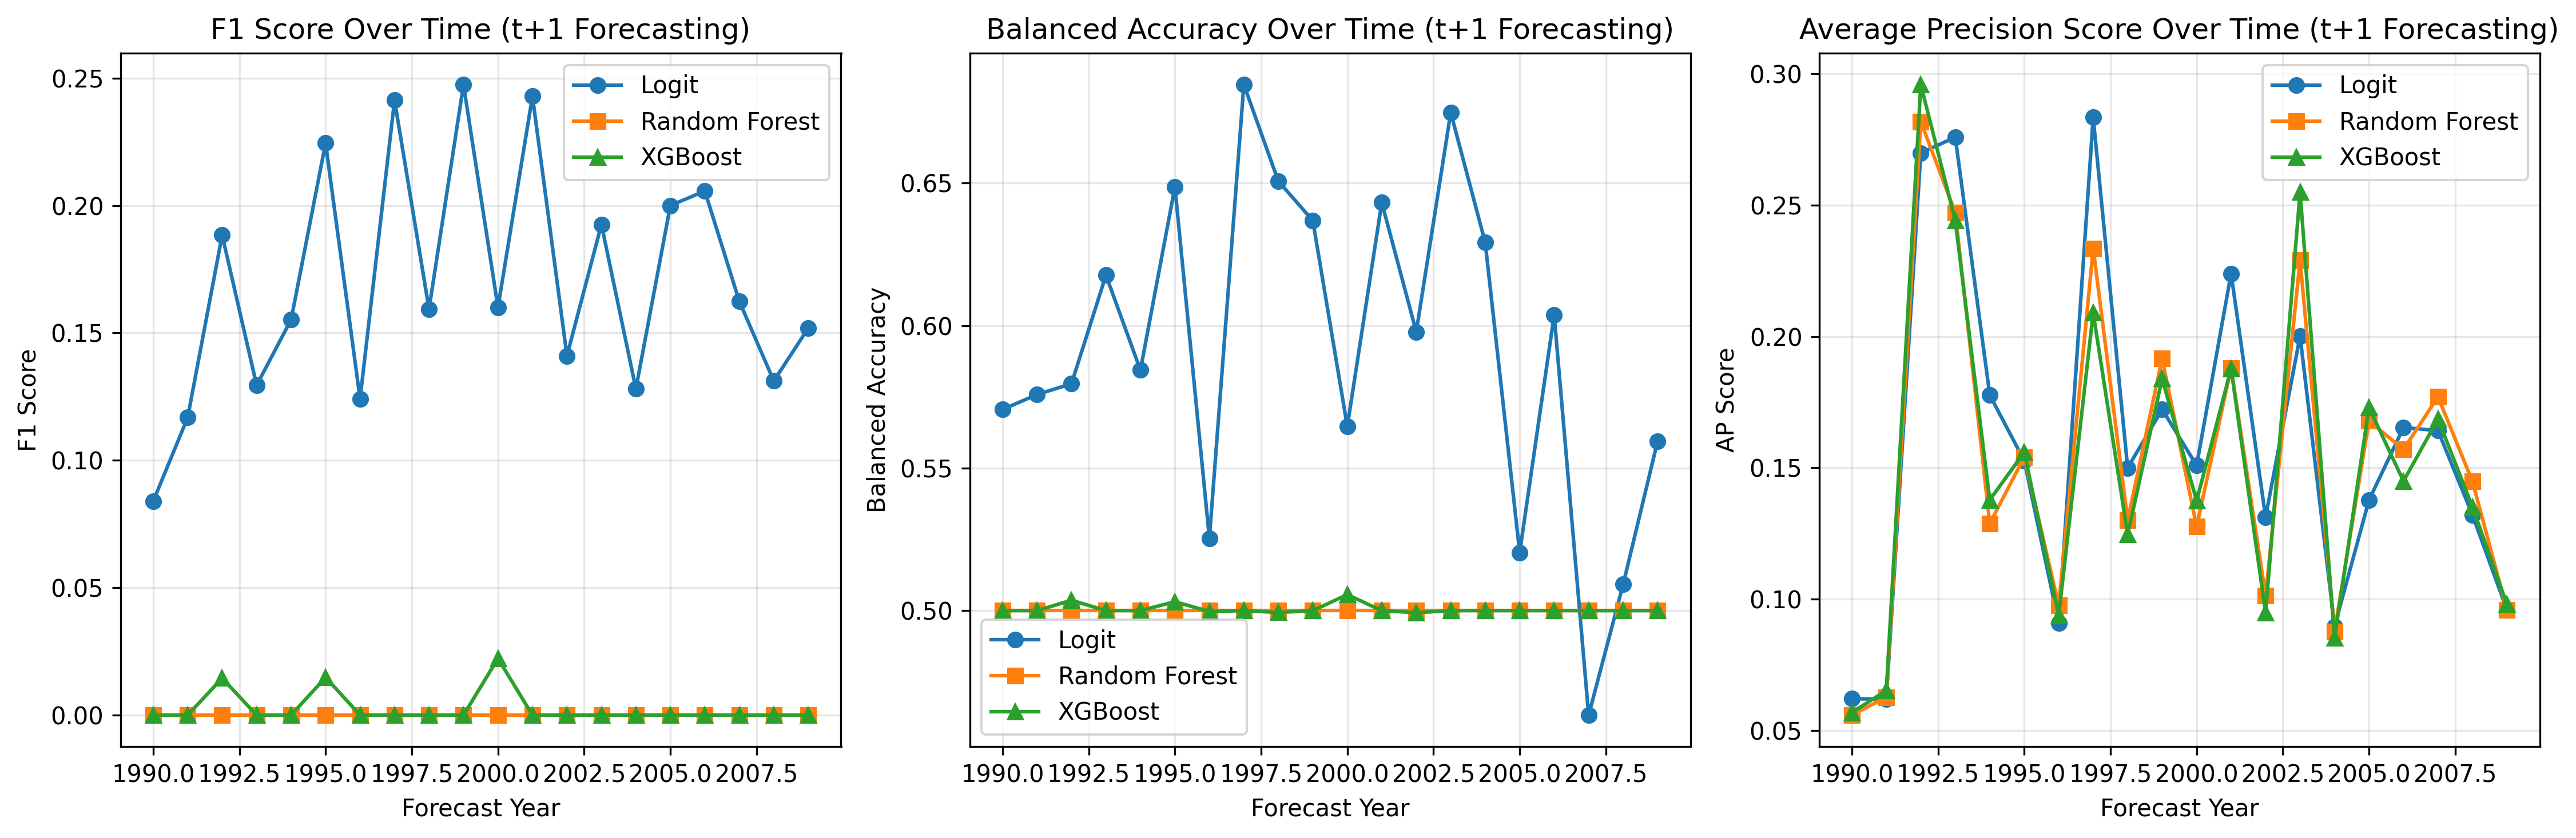 F1 Score Over Time (t+1 Forecasting)
F1 Score
0.25
0.20
0.15
0.10
0.05
0.00
Logit
Random Forest
XGBoost
1990.0 1992.5 1995.0 1997.5 2000.0 2002.5 2005.0 2007.5
Forecast Year
Balanced Accuracy Over Time (t+1 Forecasting)
Balanced Accuracy
0.65
0.60
0.55
0.50
Logit
Random Forest
XGBoost
1990.0 1992.5 1995.0 1997.5 2000.0 2002.5 2005.0 2007.5
Forecast Year
Average Precision Score Over Time (t+1 Forecasting)
AP Score
0.30
0.25
0.20
0.15
0.10
0.05
Logit
Random Forest
XGBoost
1990.0 1992.5 1995.0 1997.5 2000.0 2002.5 2005.0 2007.5
Forecast Year